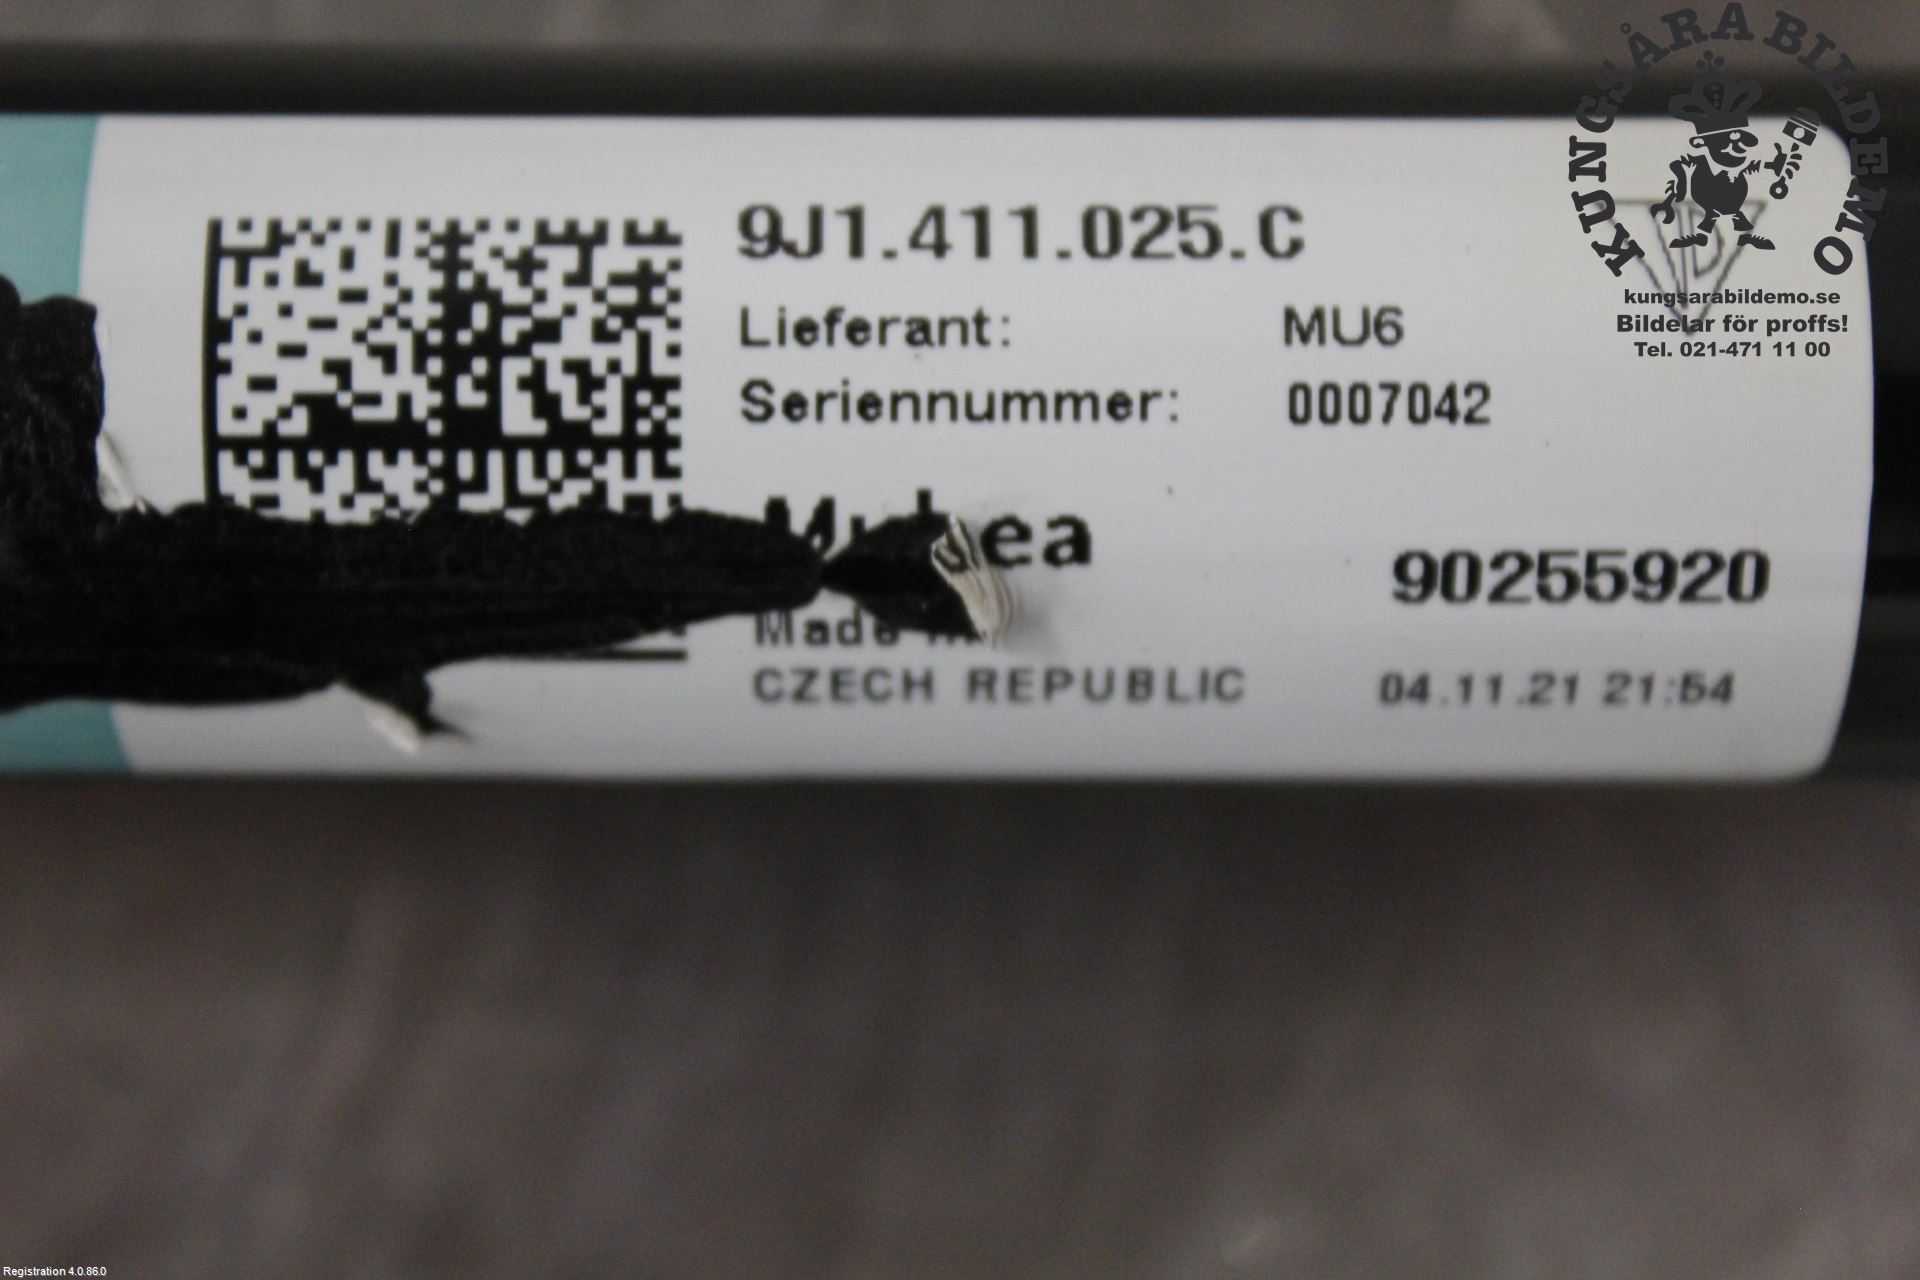 KUNGSÅRA BILDEMO
kungsarabildemo.se
Bildelar för proffs!
Tel. 021-471 11 00
9J1.411.025.C
Lieferant: MU6
Seriennummer: 0007042
90255920
Made
CZECH REPUBLIC
04.11.21 21:54
Registration 4.0.86.0